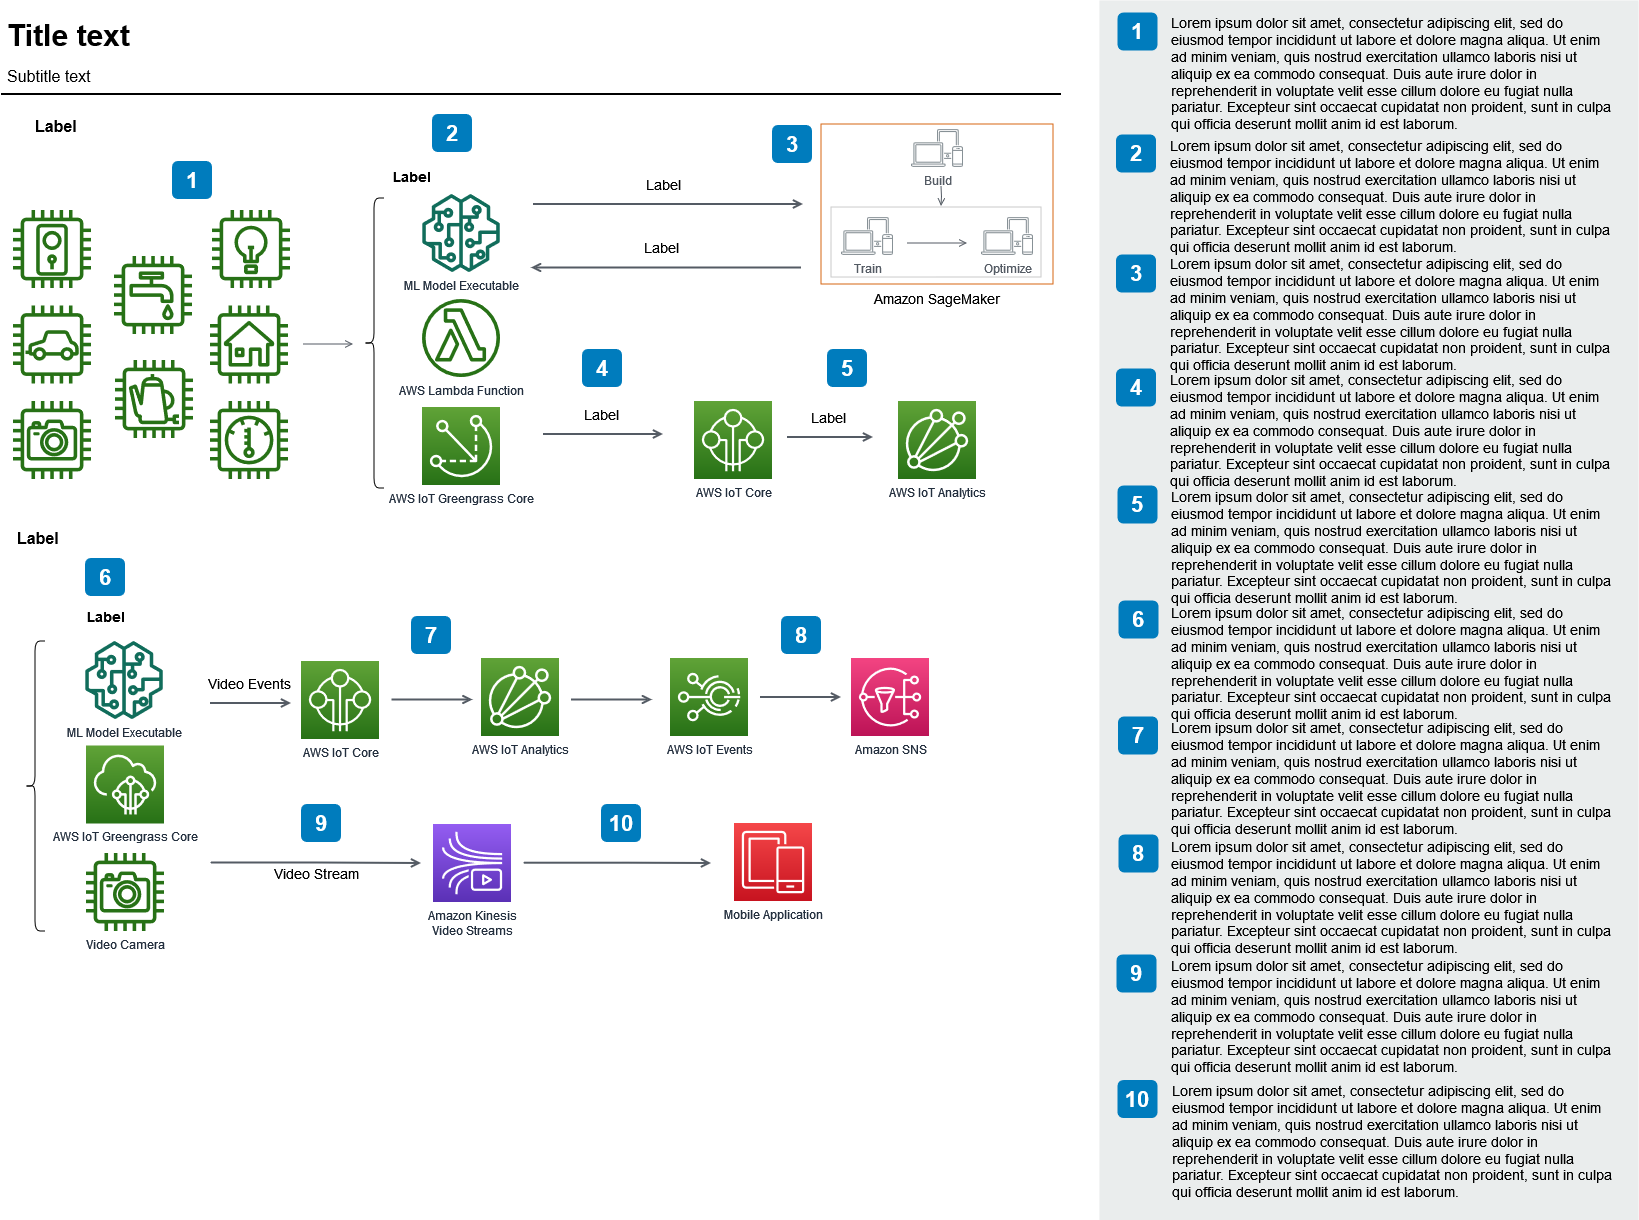 Title text
Subtitle text
Label
1
2
Label
ML Model Executable
AWS Lambda Function
AWS IoT Greengrass Core
Label
Label
3
Build
Train
Optimize
Amazon SageMaker
4
Label
AWS IoT Core
5
Label
AWS IoT Analytics
Label
6
Label
ML Model Executable
AWS IoT Greengrass Core
Video Camera
Video Events
AWS IoT Core
7
AWS IoT Analytics
AWS IoT Events
8
Amazon SNS
9
Video Stream
Amazon Kinesis
Video Streams
10
Mobile Application
1
Lorem ipsum dolor sit amet, consectetur adipiscing elit, sed do
eiusmod tempor incididunt ut labore et dolore magna aliqua. Ut enim
ad minim veniam, quis nostrud exercitation ullamco laboris nisi ut
aliquip ex ea commodo consequat. Duis aute irure dolor in
reprehenderit in voluptate velit esse cillum dolore eu fugiat nulla
pariatur. Excepteur sint occaecat cupidatat non proident, sunt in culpa
qui officia deserunt mollit anim id est laborum.
2
Lorem ipsum dolor sit amet, consectetur adipiscing elit, sed do
eiusmod tempor incididunt ut labore et dolore magna aliqua. Ut enim
ad minim veniam, quis nostrud exercitation ullamco laboris nisi ut
aliquip ex ea commodo consequat. Duis aute irure dolor in
reprehenderit in voluptate velit esse cillum dolore eu fugiat nulla
pariatur. Excepteur sint occaecat cupidatat non proident, sunt in culpa
qui officia deserunt mollit anim id est laborum.
3
Lorem ipsum dolor sit amet, consectetur adipiscing elit, sed do
eiusmod tempor incididunt ut labore et dolore magna aliqua. Ut enim
ad minim veniam, quis nostrud exercitation ullamco laboris nisi ut
aliquip ex ea commodo consequat. Duis aute irure dolor in
reprehenderit in voluptate velit esse cillum dolore eu fugiat nulla
pariatur. Excepteur sint occaecat cupidatat non proident, sunt in culpa
qui officia deserunt mollit anim id est laborum.
4
Lorem ipsum dolor sit amet, consectetur adipiscing elit, sed do
eiusmod tempor incididunt ut labore et dolore magna aliqua. Ut enim
ad minim veniam, quis nostrud exercitation ullamco laboris nisi ut
aliquip ex ea commodo consequat. Duis aute irure dolor in
reprehenderit in voluptate velit esse cillum dolore eu fugiat nulla
pariatur. Excepteur sint occaecat cupidatat non proident, sunt in culpa
qui officia deserunt mollit anim id est laborum.
5
Lorem ipsum dolor sit amet, consectetur adipiscing elit, sed do
eiusmod tempor incididunt ut labore et dolore magna aliqua. Ut enim
ad minim veniam, quis nostrud exercitation ullamco laboris nisi ut
aliquip ex ea commodo consequat. Duis aute irure dolor in
reprehenderit in voluptate velit esse cillum dolore eu fugiat nulla
pariatur. Excepteur sint occaecat cupidatat non proident, sunt in culpa
qui officia deserunt mollit anim id est laborum.
6
Lorem ipsum dolor sit amet, consectetur adipiscing elit, sed do
eiusmod tempor incididunt ut labore et dolore magna aliqua. Ut enim
ad minim veniam, quis nostrud exercitation ullamco laboris nisi ut
aliquip ex ea commodo consequat. Duis aute irure dolor in
reprehenderit in voluptate velit esse cillum dolore eu fugiat nulla
pariatur. Excepteur sint occaecat cupidatat non proident, sunt in culpa
qui officia deserunt mollit anim id est laborum.
7
Lorem ipsum dolor sit amet, consectetur adipiscing elit, sed do
eiusmod tempor incididunt ut labore et dolore magna aliqua. Ut enim
ad minim veniam, quis nostrud exercitation ullamco laboris nisi ut
aliquip ex ea commodo consequat. Duis aute irure dolor in
reprehenderit in voluptate velit esse cillum dolore eu fugiat nulla
pariatur. Excepteur sint occaecat cupidatat non proident, sunt in culpa
qui officia deserunt mollit anim id est laborum.
8
Lorem ipsum dolor sit amet, consectetur adipiscing elit, sed do
eiusmod tempor incididunt ut labore et dolore magna aliqua. Ut enim
ad minim veniam, quis nostrud exercitation ullamco laboris nisi ut
aliquip ex ea commodo consequat. Duis aute irure dolor in
reprehenderit in voluptate velit esse cillum dolore eu fugiat nulla
pariatur. Excepteur sint occaecat cupidatat non proident, sunt in culpa
qui officia deserunt mollit anim id est laborum.
9
Lorem ipsum dolor sit amet, consectetur adipiscing elit, sed do
eiusmod tempor incididunt ut labore et dolore magna aliqua. Ut enim
ad minim veniam, quis nostrud exercitation ullamco laboris nisi ut
aliquip ex ea commodo consequat. Duis aute irure dolor in
reprehenderit in voluptate velit esse cillum dolore eu fugiat nulla
pariatur. Excepteur sint occaecat cupidatat non proident, sunt in culpa
qui officia deserunt mollit anim id est laborum.
10
Lorem ipsum dolor sit amet, consectetur adipiscing elit, sed do
eiusmod tempor incididunt ut labore et dolore magna aliqua. Ut enim
ad minim veniam, quis nostrud exercitation ullamco laboris nisi ut
aliquip ex ea commodo consequat. Duis aute irure dolor in
reprehenderit in voluptate velit esse cillum dolore eu fugiat nulla
pariatur. Excepteur sint occaecat cupidatat non proident, sunt in culpa
qui officia deserunt mollit anim id est laborum.